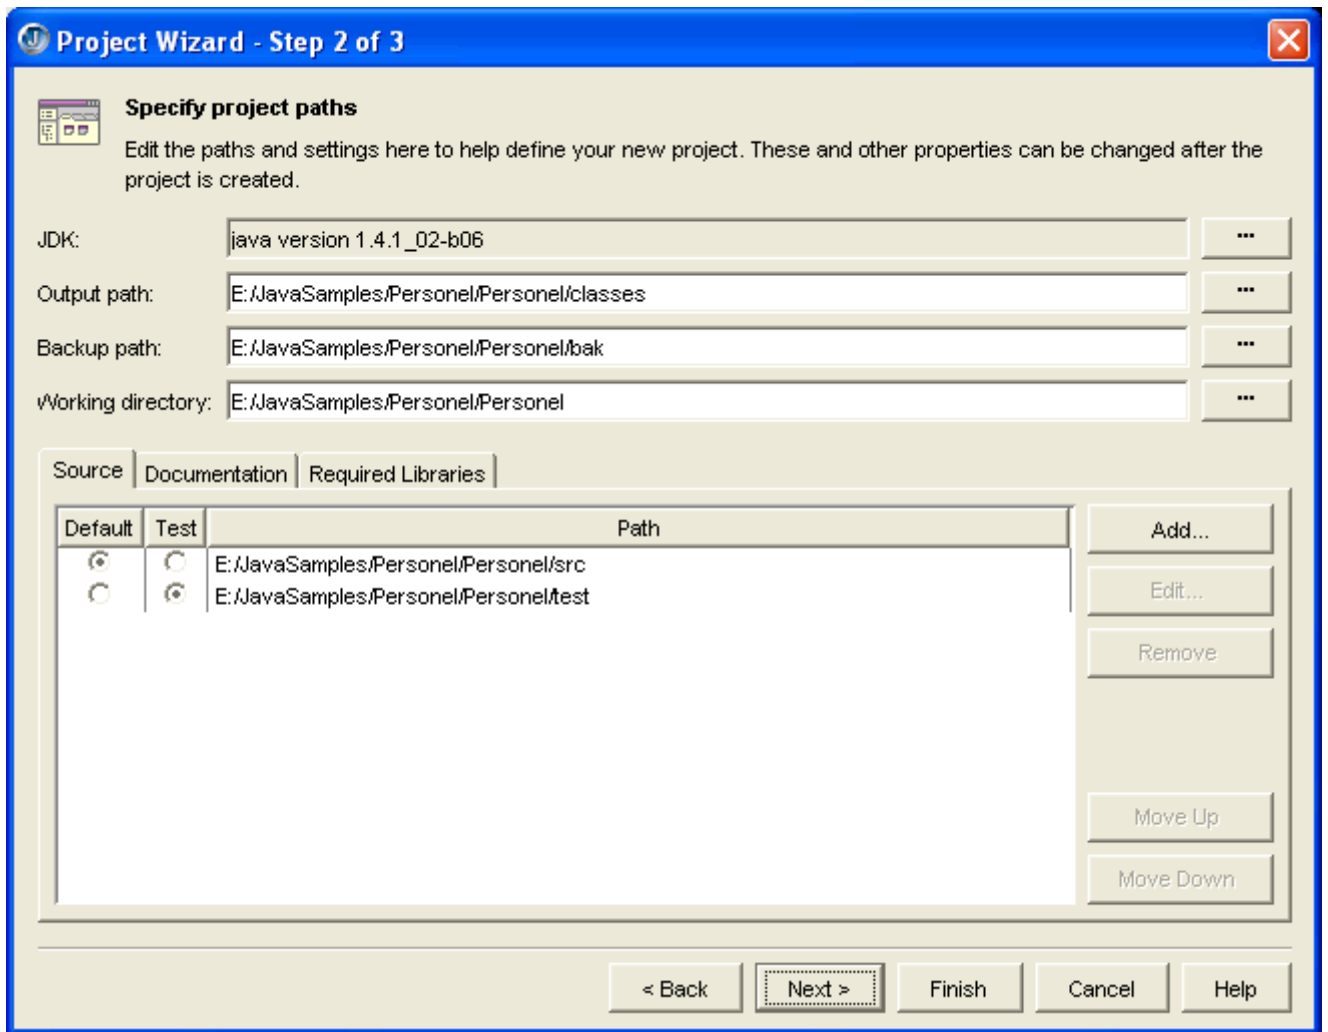 Project Wizard - Step 2 of 3
Specify project paths
Edit the paths and settings here to help define your new project. These and other properties can be changed after the
project is created.
JDK: java version 1.4.1_02-b06 ...
Output path: E:/JavaSamples/Personel/Personel/classes ...
Backup path: E:/JavaSamples/Personel/Personel/bak ...
Working directory: E:/JavaSamples/Personel/Personel ...
Source Documentation Required Libraries
Default Test Path
E:/JavaSamples/Personel/Personel/src
E:/JavaSamples/Personel/Personel/test
Add...
Edit...
Remove
Move Up
Move Down
< Back Next > Finish Cancel Help